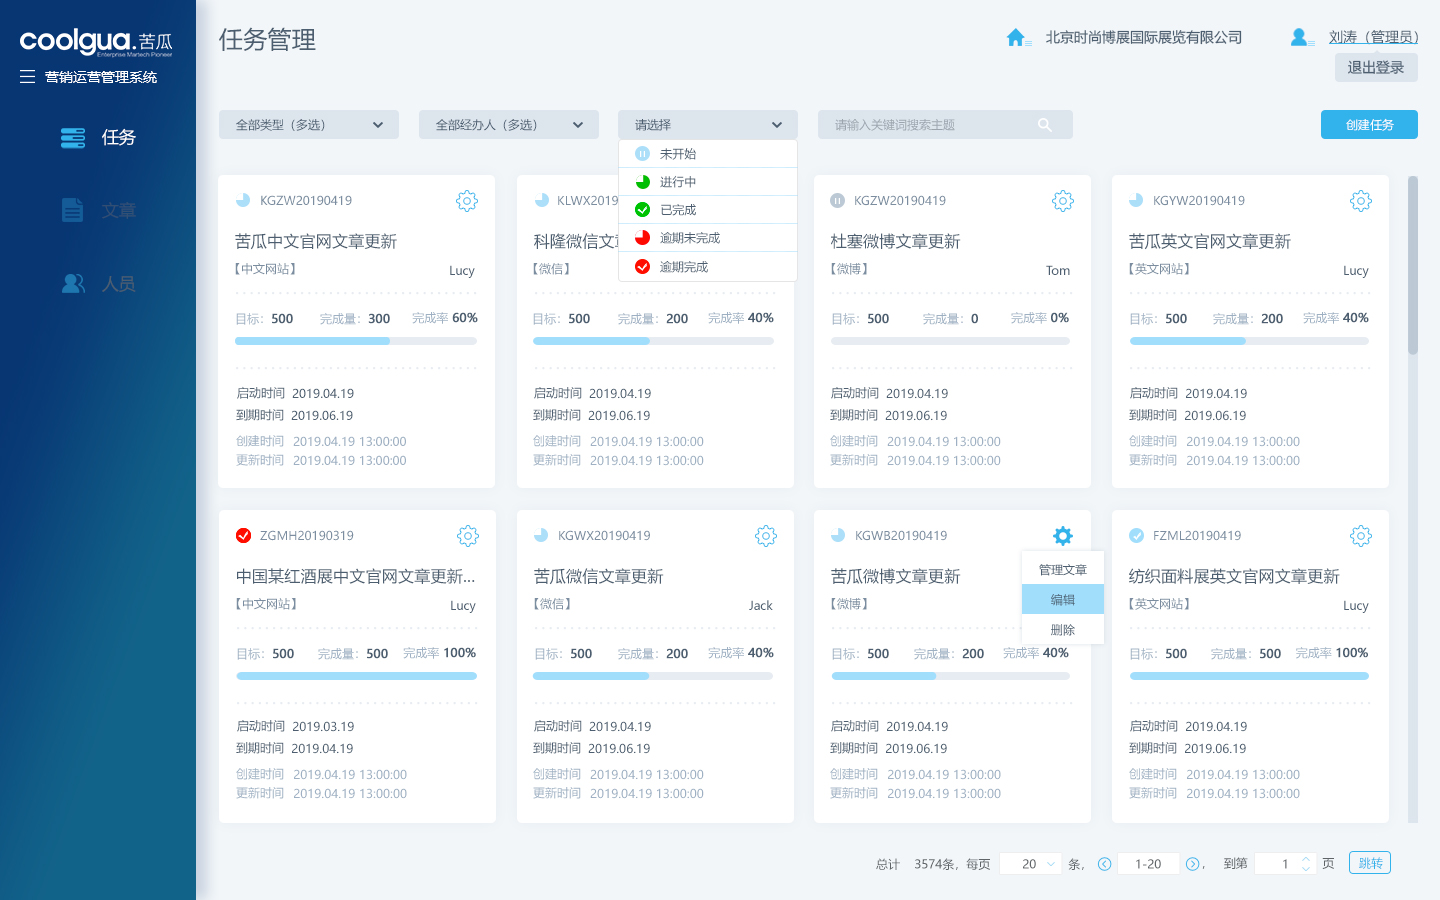 coolgua.苦瓜
Enterprise Martech Pioneer
营销运营管理系统
任务
文章
人员
任务管理
北京时尚博展国际展览有限公司
刘涛（管理员）
退出登录
全部类型（多选）
全部经办人（多选）
请选择
请输入关键词搜索主题
创建任务
未开始
进行中
已完成
逾期未完成
逾期完成
KGZW20190419
苦瓜中文官网文章更新
【中文网站】 Lucy
目标：500 完成量：300 完成率 60%
启动时间 2019.04.19
到期时间 2019.06.19
创建时间 2019.04.19 13:00:00
更新时间 2019.04.19 13:00:00
KLWX2019
科隆微信文
【微信】
目标：500 完成量：200 完成率 40%
启动时间 2019.04.19
到期时间 2019.06.19
创建时间 2019.04.19 13:00:00
更新时间 2019.04.19 13:00:00
KGZW20190419
杜塞微博文章更新
【微博】 Tom
目标：500 完成量：0 完成率 0%
启动时间 2019.04.19
到期时间 2019.06.19
创建时间 2019.04.19 13:00:00
更新时间 2019.04.19 13:00:00
KGYW20190419
苦瓜英文官网文章更新
【英文网站】 Lucy
目标：500 完成量：200 完成率 40%
启动时间 2019.04.19
到期时间 2019.06.19
创建时间 2019.04.19 13:00:00
更新时间 2019.04.19 13:00:00
ZGMH20190319
中国某红酒展中文官网文章更新...
【中文网站】 Lucy
目标：500 完成量：500 完成率 100%
启动时间 2019.03.19
到期时间 2019.04.19
创建时间 2019.04.19 13:00:00
更新时间 2019.04.19 13:00:00
KGWX20190419
苦瓜微信文章更新
【微信】 Jack
目标：500 完成量：200 完成率 40%
启动时间 2019.04.19
到期时间 2019.06.19
创建时间 2019.04.19 13:00:00
更新时间 2019.04.19 13:00:00
KGWB20190419
苦瓜微博文章更新
【微博】
管理文章
编辑
删除
目标：500 完成量：200 完成率 40%
启动时间 2019.04.19
到期时间 2019.06.19
创建时间 2019.04.19 13:00:00
更新时间 2019.04.19 13:00:00
FZML20190419
纺织面料展英文官网文章更新
【英文网站】 Lucy
目标：500 完成量：500 完成率 100%
启动时间 2019.04.19
到期时间 2019.06.19
创建时间 2019.04.19 13:00:00
更新时间 2019.04.19 13:00:00
总计 3574条，每页 20 条， 1-20 ， 到第 1 页 跳转